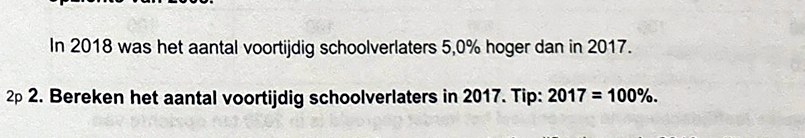 In 2018 was het aantal voortijdig schoolverlaters 5,0% hoger dan in 2017.
2p 2. Bereken het aantal voortijdig schoolverlaters in 2017. Tip: 2017 = 100%.